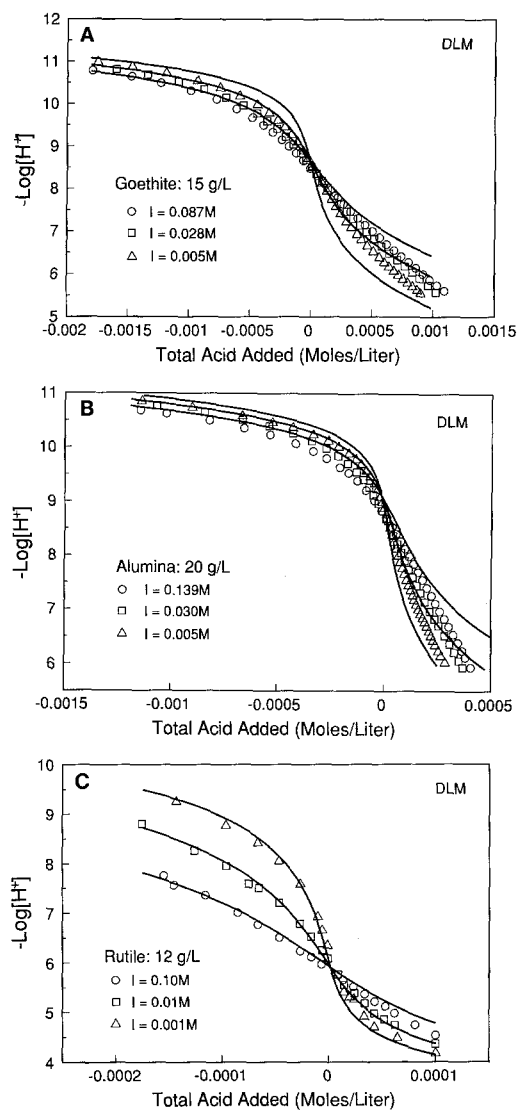 A
DLM
12
11
10
9
8
7
6
5
-Log[H+]
Goethite: 15 g/L
I = 0.087M
I = 0.028M
I = 0.005M
-0.002 -0.0015 -0.001 -0.0005 0 0.0005 0.001 0.0015
Total Acid Added (Moles/Liter)
B
DLM
11
10
9
8
7
6
-Log[H+]
Alumina: 20 g/L
I = 0.139M
I = 0.030M
I = 0.005M
-0.0015 -0.001 -0.0005 0 0.0005
Total Acid Added (Moles/Liter)
C
DLM
10
9
8
7
6
5
4
-Log[H+]
Rutile: 12 g/L
I = 0.10M
I = 0.01M
I = 0.001M
-0.0002 -0.0001 0 0.0001
Total Acid Added (Moles/Liter)